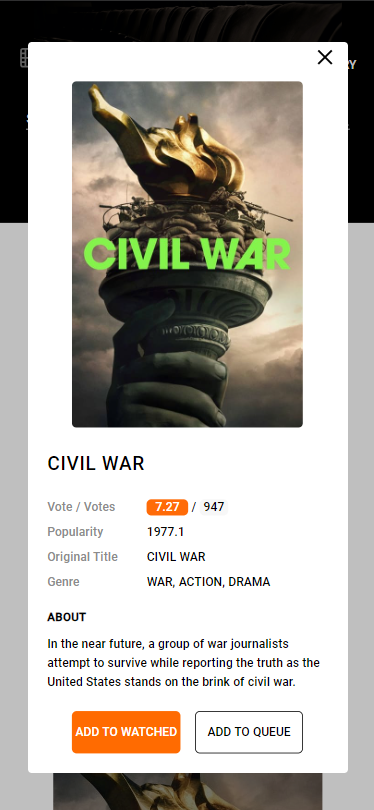 CIVIL WAR
CIVIL WAR
Vote / Votes 7.27 / 947
Popularity 1977.1
Original Title CIVIL WAR
Genre WAR, ACTION, DRAMA
ABOUT
In the near future, a group of war journalists
attempt to survive while reporting the truth as the
United States stands on the brink of civil war.
ADD TO WATCHED ADD TO QUEUE